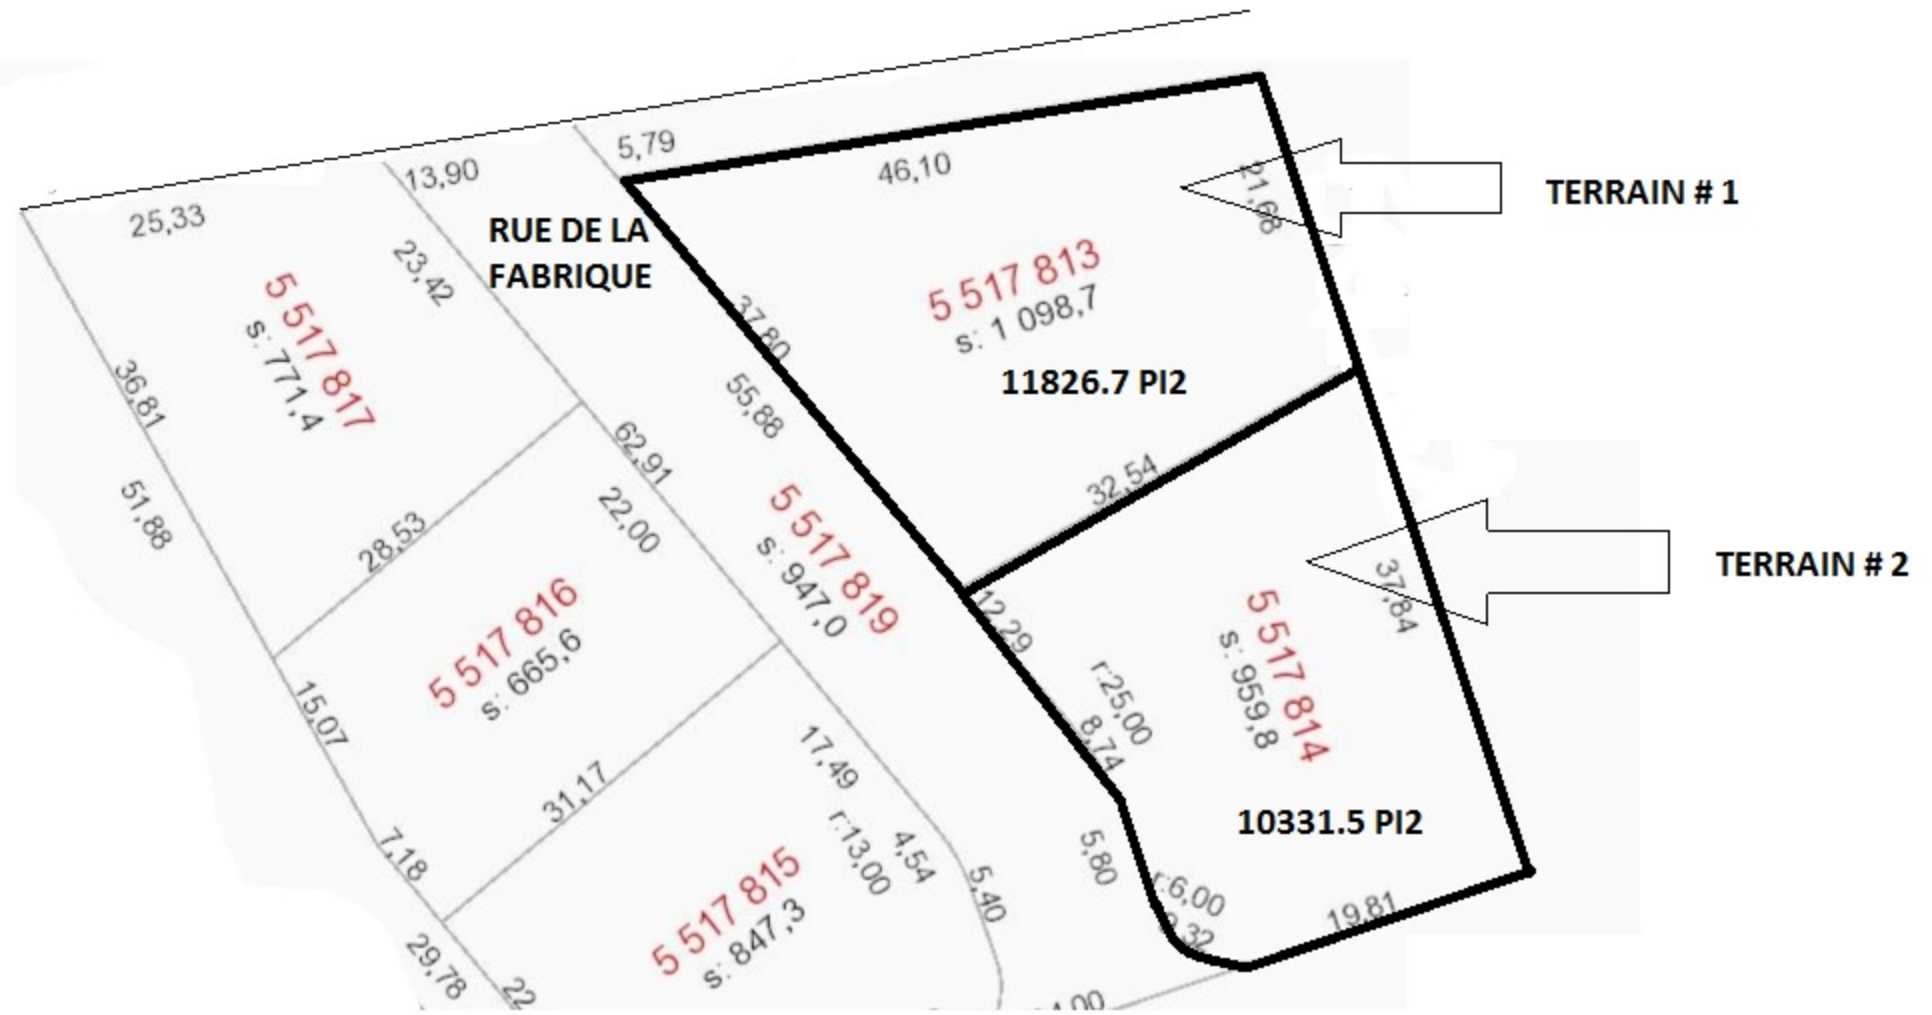 5,79
13,90
46,10
21,68
TERRAIN # 1
25,33
RUE DE LA
FABRIQUE
23,42
5 517 813
s: 1 098,7
11826.7 PI2
5 517 817
s: 771,4
37,80
36,81
55,88
62,91
32,54
51,88
28,53
22,00
5 517 819
s: 947,0
TERRAIN # 2
37,84
5 517 816
s: 665,6
12,29
5 517 814
s: 959,8
r:25,00
8,74
15,07
31,17
17,49
10331.5 PI2
7,18
r:13,00
4,54
5,80
5,40
r:6,00
19,81
5 517 815
s: 847,3
29,78
22